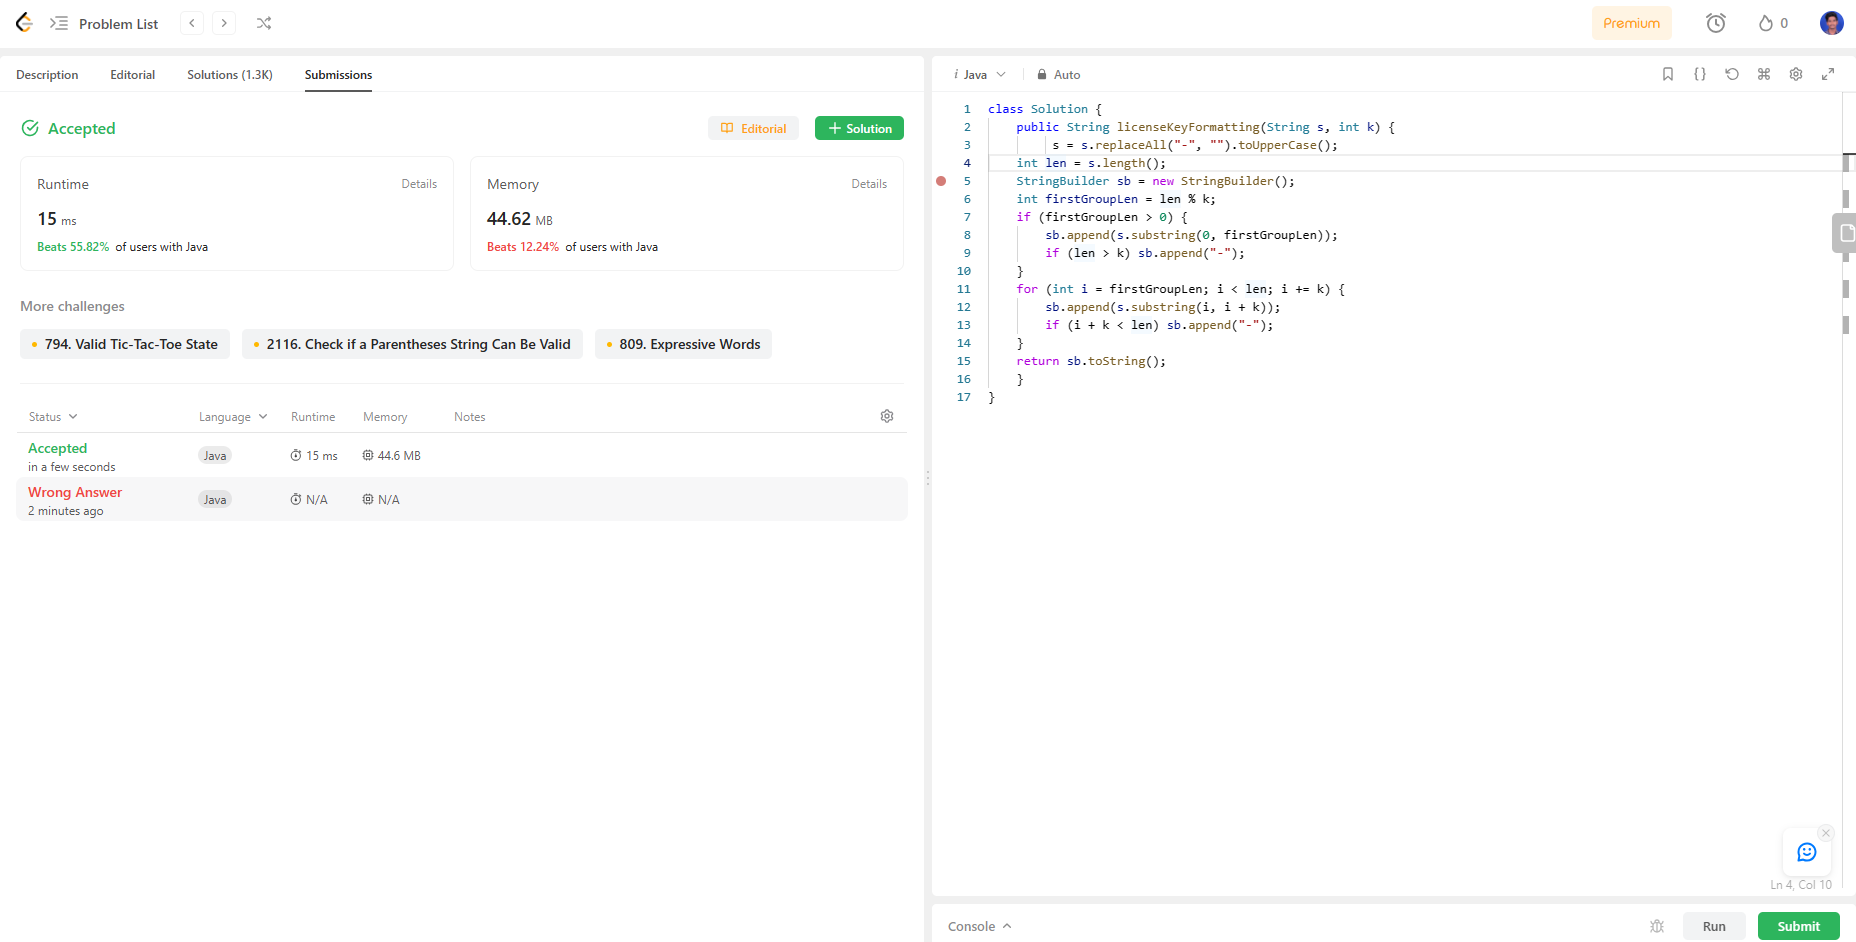 Problem List
Premium
0
Description Editorial Solutions (1.3K) Submissions
Accepted
Editorial
Solution
Runtime Details
15 ms
Beats 55.82% of users with Java
Memory Details
44.62 MB
Beats 12.24% of users with Java
More challenges
794. Valid Tic-Tac-Toe State
2116. Check if a Parentheses String Can Be Valid
809. Expressive Words
Status Language Runtime Memory Notes
Accepted Java 15 ms 44.6 MB
in a few seconds
Wrong Answer Java N/A N/A
2 minutes ago
i Java Auto
{}
1 class Solution {
2 public String licenseKeyFormatting(String s, int k) {
3 s = s.replaceAll("-", "").toUpperCase();
4 int len = s.length();
5 StringBuilder sb = new StringBuilder();
6 int firstGroupLen = len % k;
7 if (firstGroupLen > 0) {
8 sb.append(s.substring(0, firstGroupLen));
9 if (len > k) sb.append("-");
10 }
11 for (int i = firstGroupLen; i < len; i += k) {
12 sb.append(s.substring(i, i + k));
13 if (i + k < len) sb.append("-");
14 }
15 return sb.toString();
16 }
17 }
Ln 4, Col 10
Console
Run
Submit